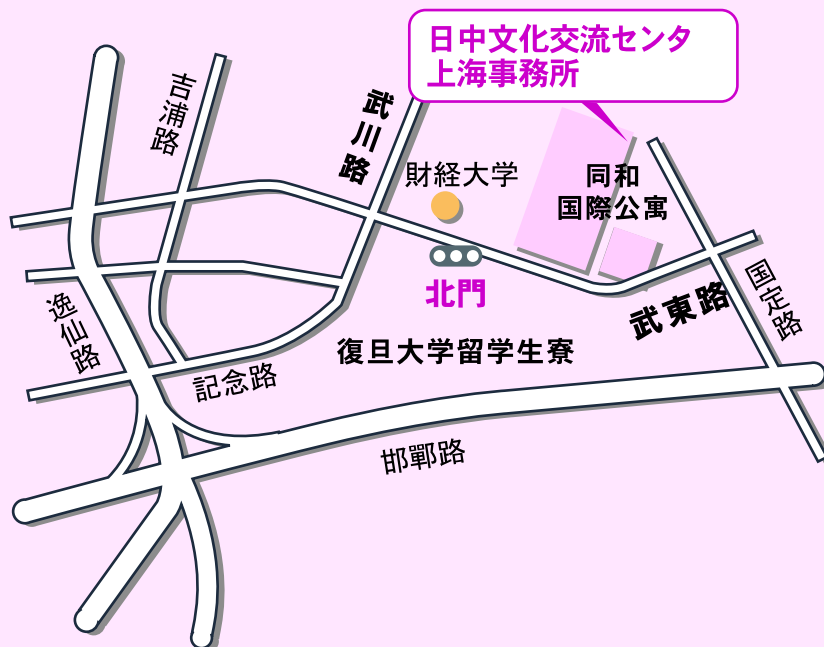 日中文化交流センタ
上海事務所
吉浦路
武川路
財経大学
同和
国際公寓
北門
国定路
武東路
逸仙路
復旦大学留学生寮
記念路
邯鄲路